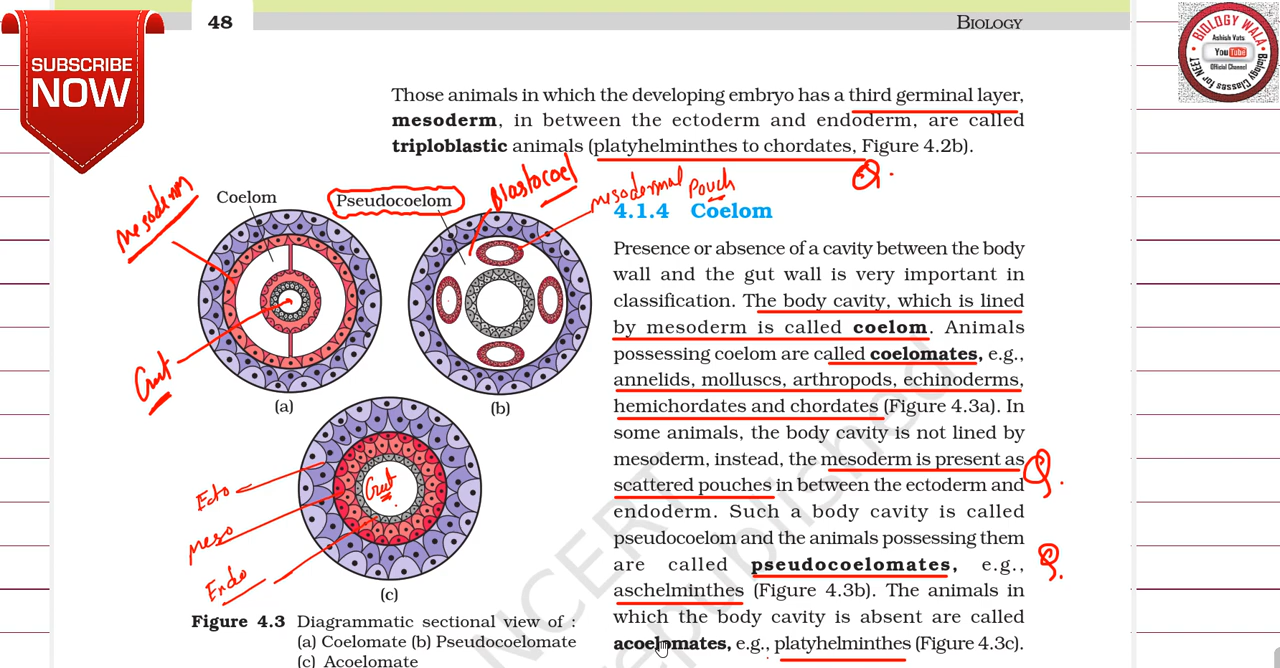 SUBSCRIBE
NOW
48
BIOLOGY
BIOLOGY WALA
Ashish Vats
YouTube
Official Channel
Biology Classes for NEET
Those animals in which the developing embryo has a third germinal layer,
mesoderm, in between the ectoderm and endoderm, are called
triploblastic animals (platyhelminthes to chordates, Figure 4.2b).
Q.
Mesoderm
Coelom
Pseudocoelom
Blastocoel
mesodermal pouch
Gut
(a)
(b)
Gut
Ecto
meso
Endo
(c)
Figure 4.3 Diagrammatic sectional view of :
(a) Coelomate (b) Pseudocoelomate
(c) Acoelomate
4.1.4 Coelom
Presence or absence of a cavity between the body
wall and the gut wall is very important in
classification. The body cavity, which is lined
by mesoderm is called coelom. Animals
possessing coelom are called coelomates, e.g.,
annelids, molluscs, arthropods, echinoderms,
hemichordates and chordates (Figure 4.3a). In
some animals, the body cavity is not lined by
mesoderm, instead, the mesoderm is present as
scattered pouches in between the ectoderm and
Q.
endoderm. Such a body cavity is called
pseudocoelom and the animals possessing them
are called pseudocoelomates, e.g.,
Q.
aschelminthes (Figure 4.3b). The animals in
which the body cavity is absent are called
acoelomates, e.g., platyhelminthes (Figure 4.3c).